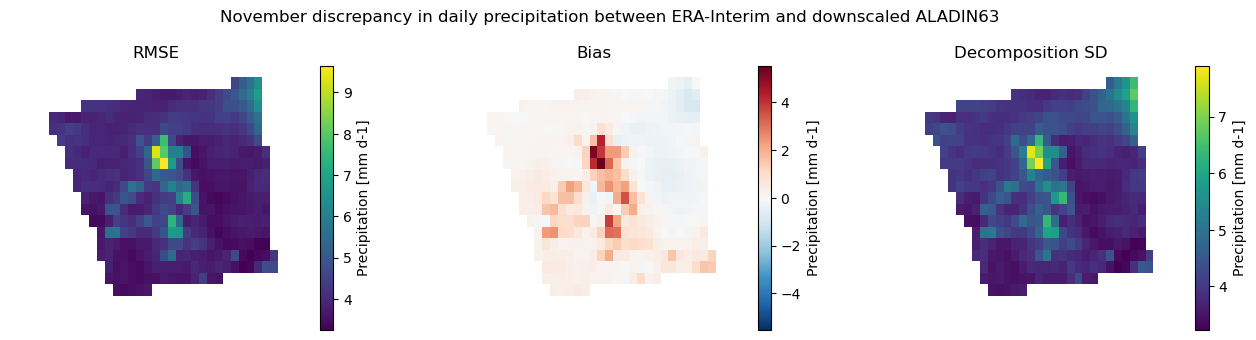 November discrepancy in daily precipitation between ERA-Interim and downscaled ALADIN63
RMSE
9
8
7
6
5
4
Precipitation [mm d-1]
Bias
4
2
0
−2
−4
Precipitation [mm d-1]
Decomposition SD
7
6
5
4
Precipitation [mm d-1]